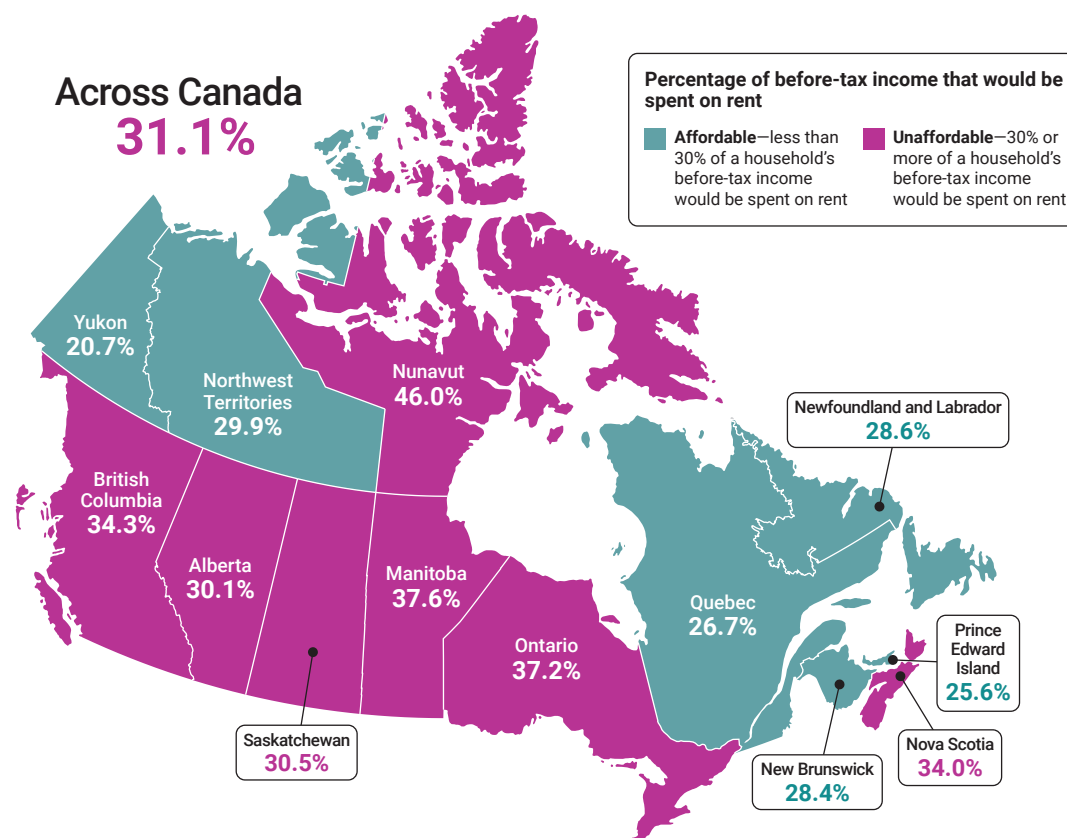 Across Canada
31.1%
Percentage of before-tax income that would be
spent on rent
Affordable—less than
30% of a household's
before-tax income
would be spent on rent
Unaffordable—30% or
more of a household's
before-tax income
would be spent on rent
Yukon
20.7%
Northwest
Territories
29.9%
Nunavut
46.0%
Newfoundland and Labrador
28.6%
British
Columbia
34.3%
Alberta
30.1%
Manitoba
37.6%
Ontario
37.2%
Quebec
26.7%
Prince
Edward
Island
25.6%
Saskatchewan
30.5%
New Brunswick
28.4%
Nova Scotia
34.0%